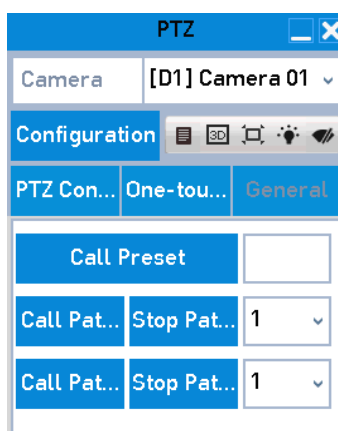 PTZ
Camera [D1] Camera 01
Configuration 3D
PTZ Con... One-tou... General
Call Preset
Call Pat... Stop Pat... 1
Call Pat... Stop Pat... 1